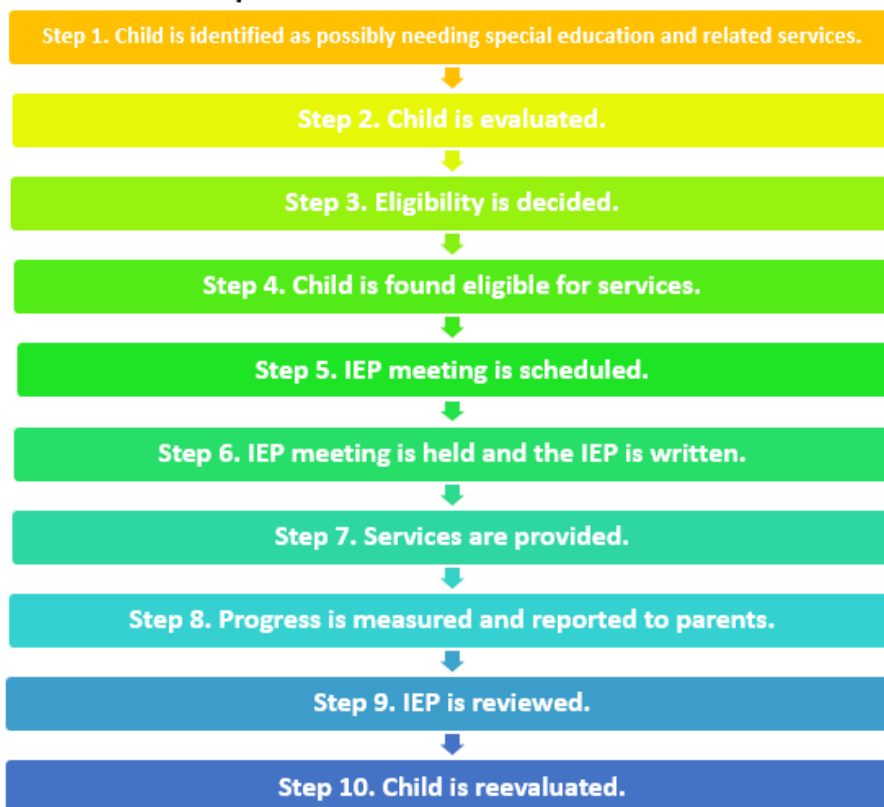 Step 1. Child is identified as possibly needing special education and related services.
Step 2. Child is evaluated.
Step 3. Eligibility is decided.
Step 4. Child is found eligible for services.
Step 5. IEP meeting is scheduled.
Step 6. IEP meeting is held and the IEP is written.
Step 7. Services are provided.
Step 8. Progress is measured and reported to parents.
Step 9. IEP is reviewed.
Step 10. Child is reevaluated.